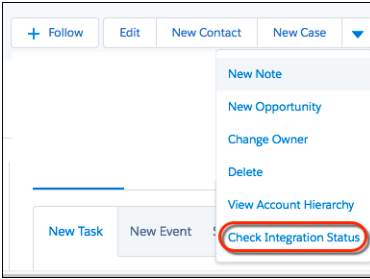 + Follow Edit New Contact New Case
New Note
New Opportunity
Change Owner
Delete
View Account Hierarchy
New Task New Event
Check Integration Status